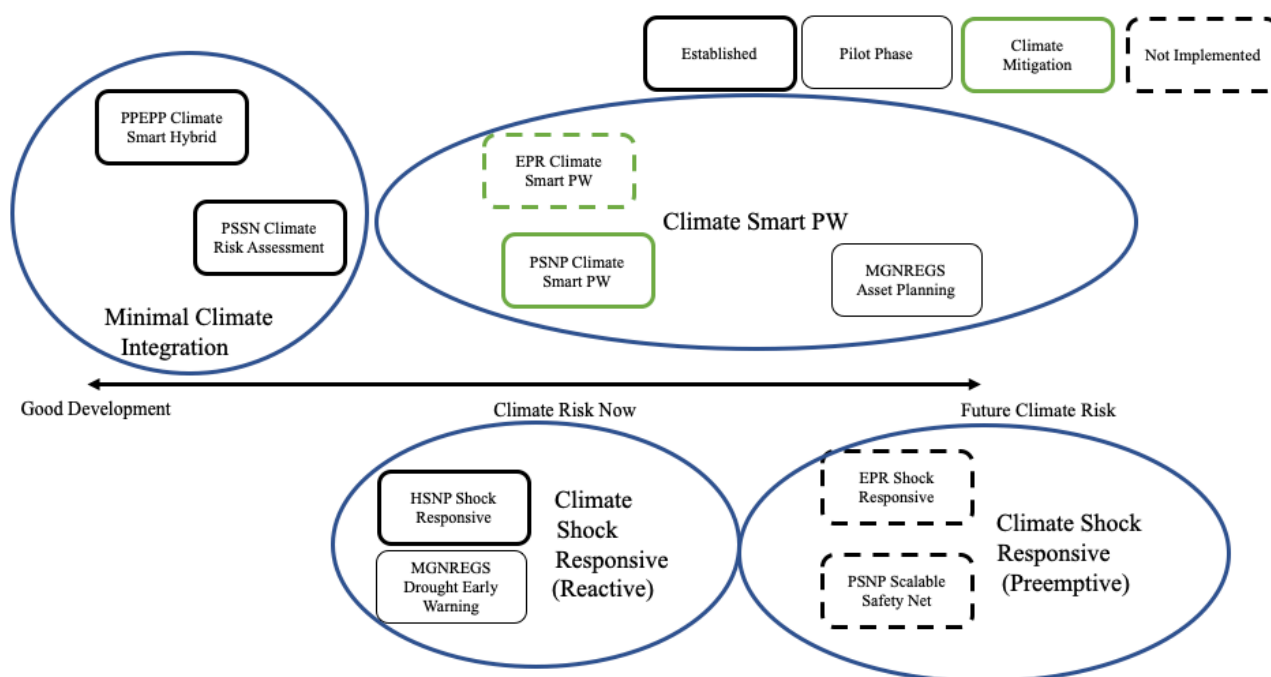 Established
Pilot Phase
Climate
Mitigation
Not Implemented
PPEPP Climate
Smart Hybrid
PSSN Climate
Risk Assessment
Minimal Climate
Integration
EPR Climate
Smart PW
Climate Smart PW
PSNP Climate
Smart PW
MGNREGS
Asset Planning
Good Development
Climate Risk Now
Future Climate Risk
HSNP Shock
Responsive
MGNREGS
Drought Early
Warning
Climate
Shock
Responsive
(Reactive)
EPR Shock
Responsive
PSNP Scalable
Safety Net
Climate Shock
Responsive
(Preemptive)